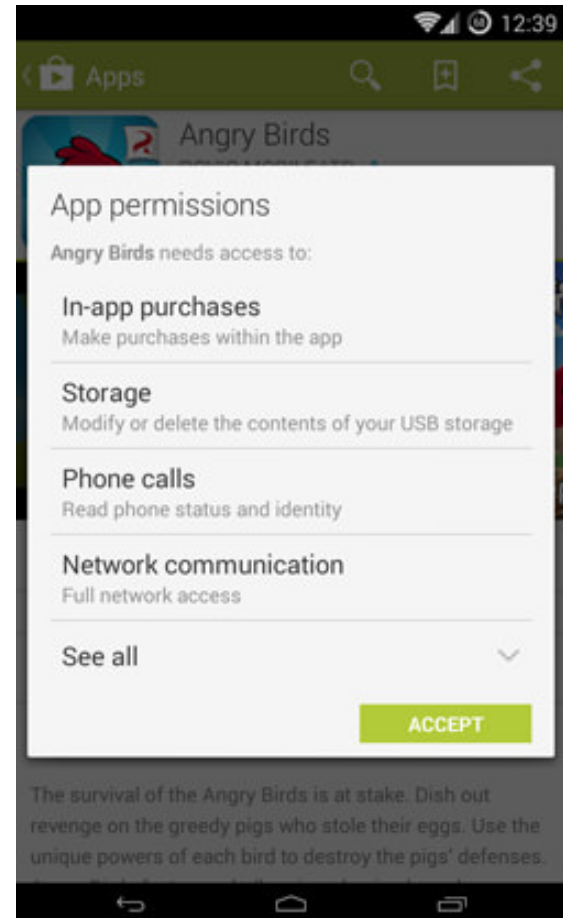 12:39
Apps
Angry Birds
App permissions
Angry Birds needs access to:
In-app purchases
Make purchases within the app
Storage
Modify or delete the contents of your USB storage
Phone calls
Read phone status and identity
Network communication
Full network access
See all
ACCEPT
The survival of the Angry Birds is at stake. Dish out
revenge on the greedy pigs who stole their eggs. Use the
unique powers of each bird to destroy the pigs' defenses.